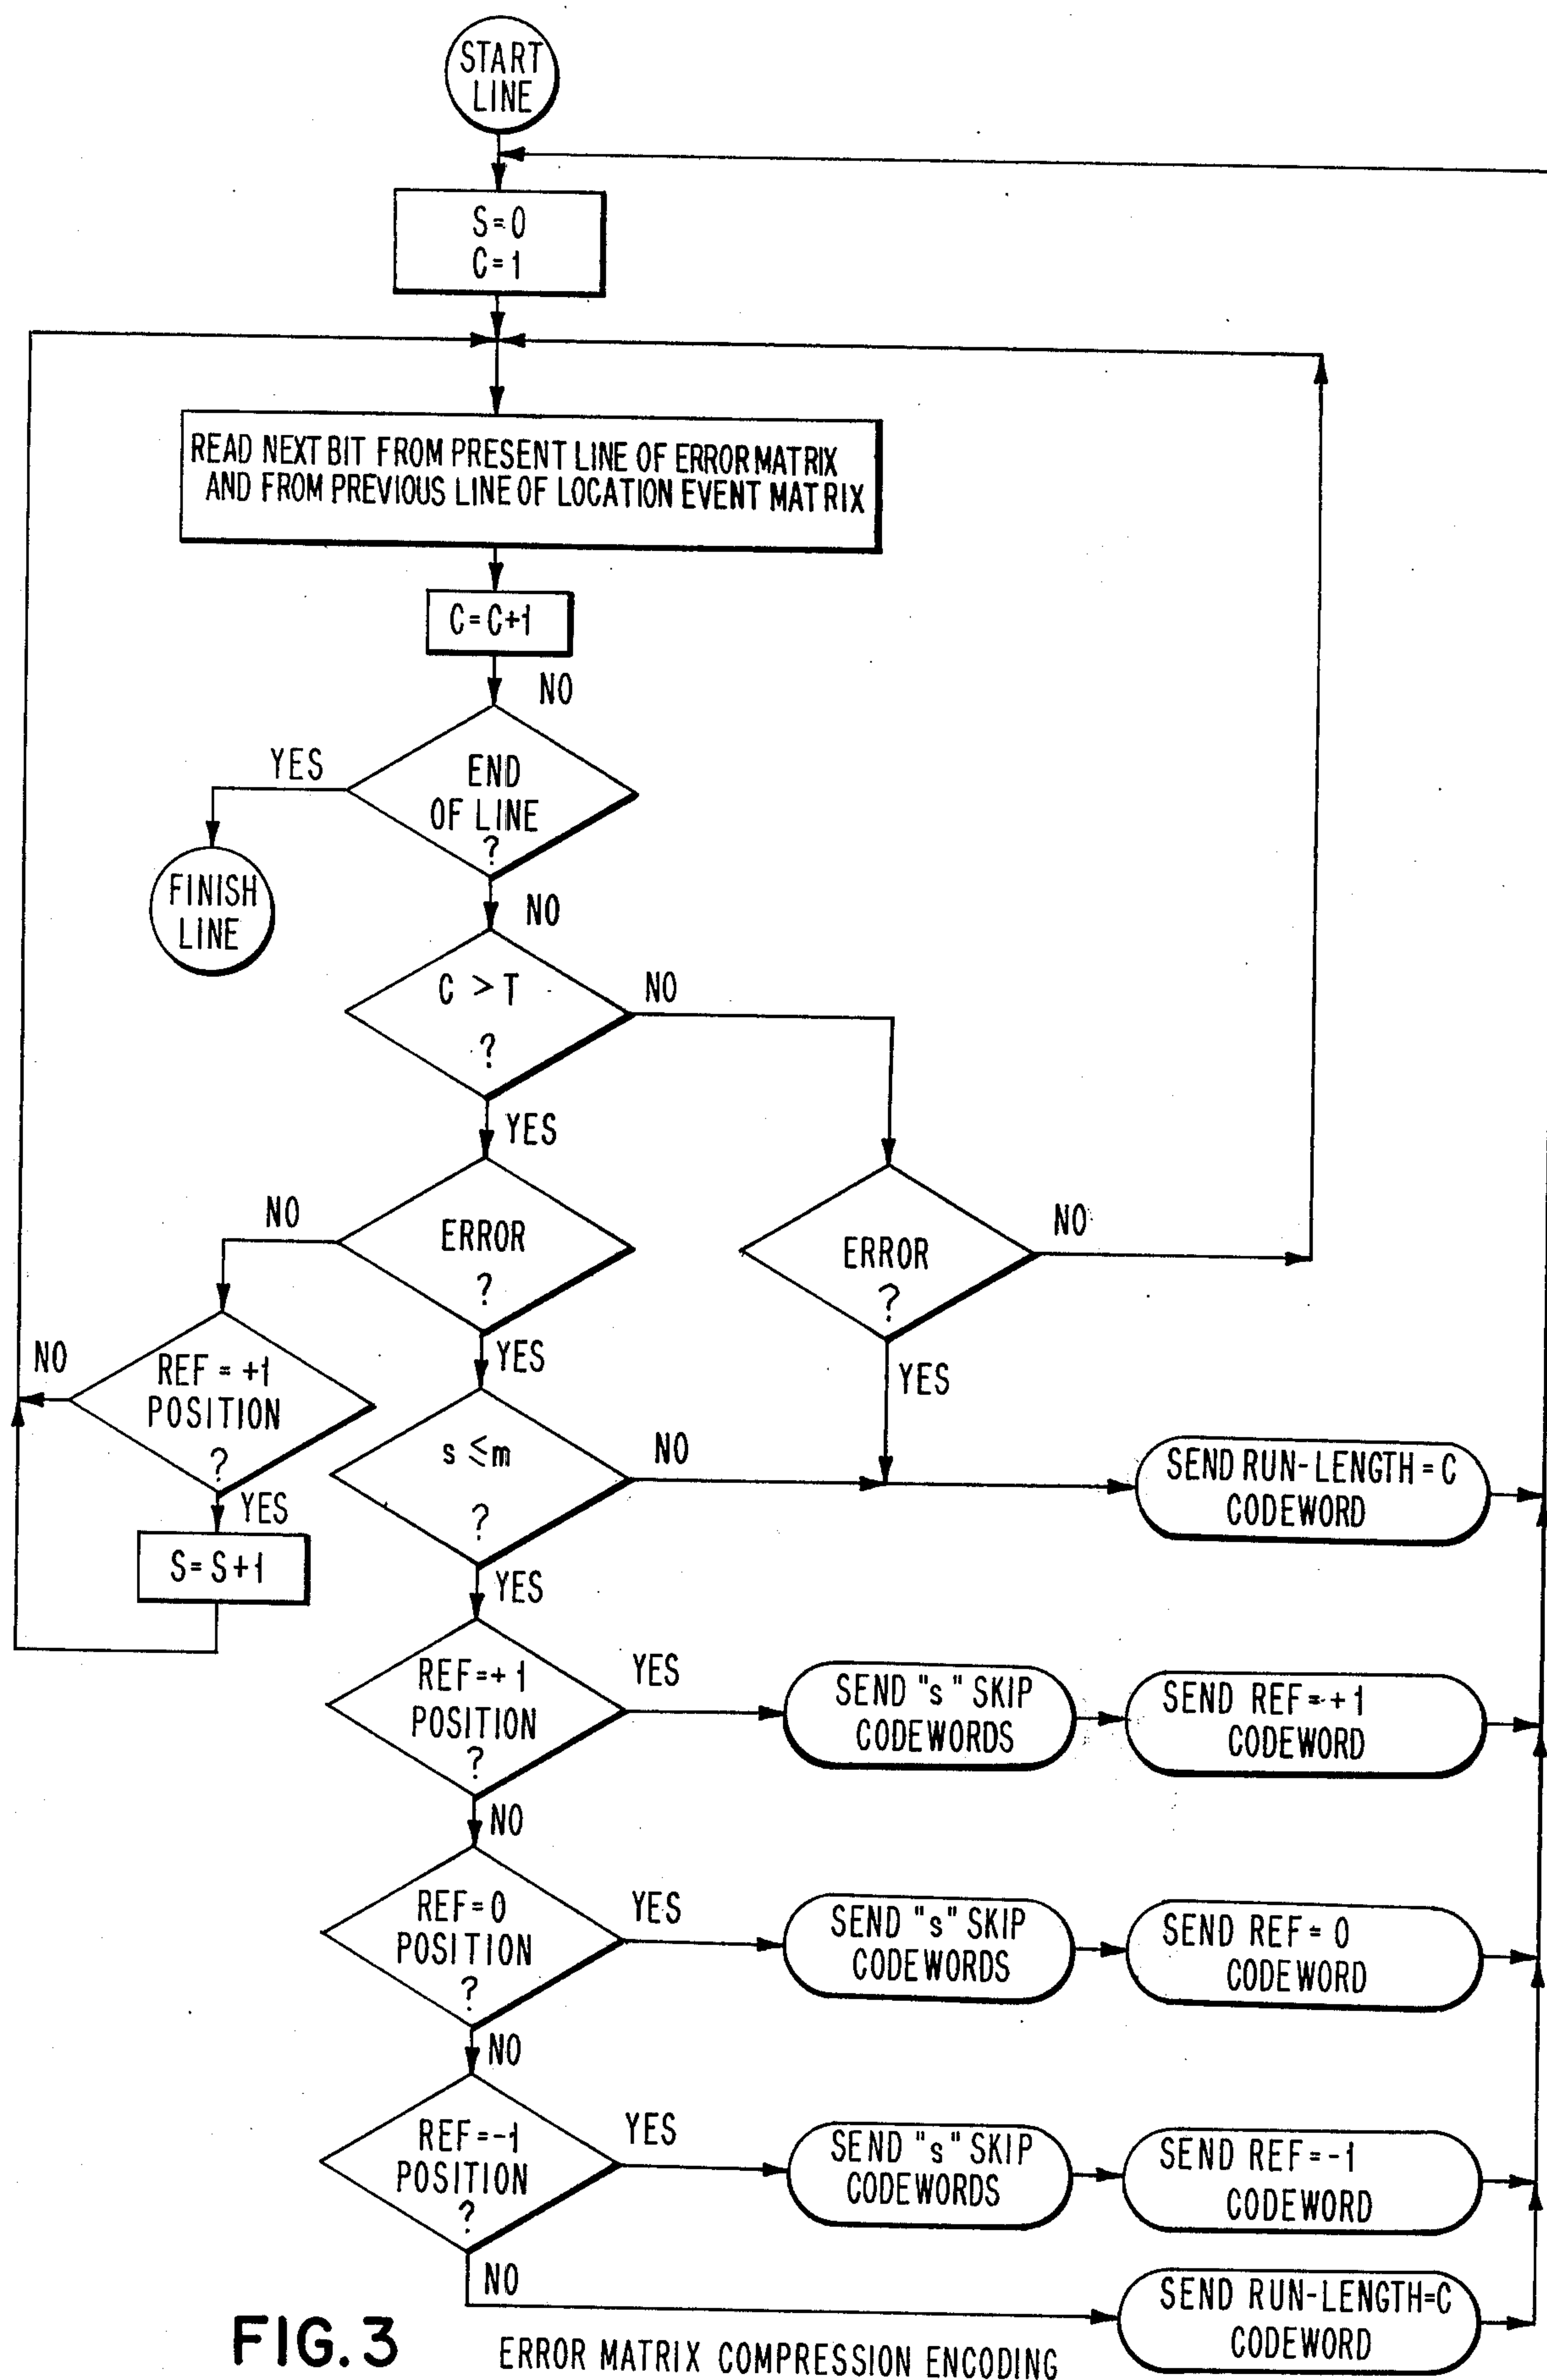 START
LINE
S=0
C=1
READ NEXT BIT FROM PRESENT LINE OF ERROR MATRIX
AND FROM PREVIOUS LINE OF LOCATION EVENT MATRIX
C=C+1
NO
YES
END
OF LINE
?
FINISH
LINE
NO
C > T
?
NO
YES
NO
ERROR
?
ERROR
?
NO
YES
YES
NO
REF = +1
POSITION
?
YES
S=S+1
s ≤m
?
NO
SEND RUN-LENGTH = C
CODEWORD
YES
REF=+1
POSITION
?
YES
SEND "s" SKIP
CODEWORDS
SEND REF=+1
CODEWORD
NO
REF=0
POSITION
?
YES
SEND "s" SKIP
CODEWORDS
SEND REF= 0
CODEWORD
NO
REF=-1
POSITION
?
YES
SEND "s" SKIP
CODEWORDS
SEND REF=-1
CODEWORD
NO
SEND RUN-LENGTH=C
CODEWORD
FIG. 3
ERROR MATRIX COMPRESSION ENCODING